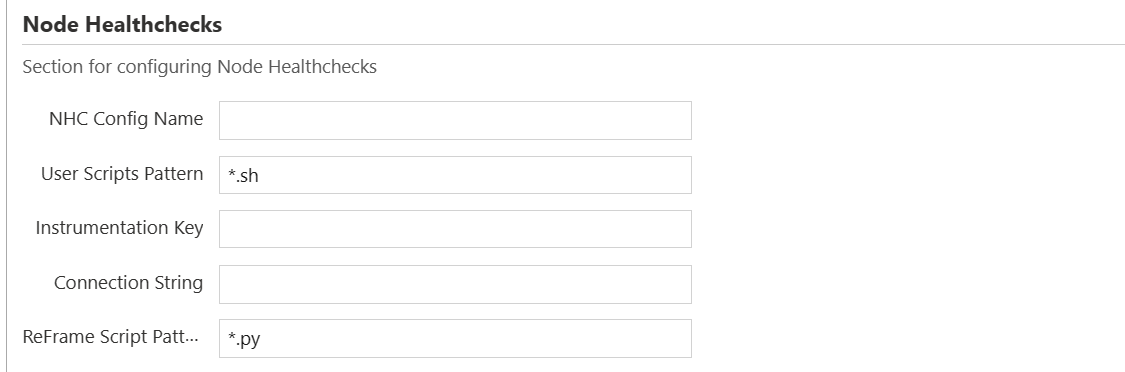 Node Healthchecks
Section for configuring Node Healthchecks
NHC Config Name
User Scripts Pattern *.sh
Instrumentation Key
Connection String
ReFrame Script Patt... *.py